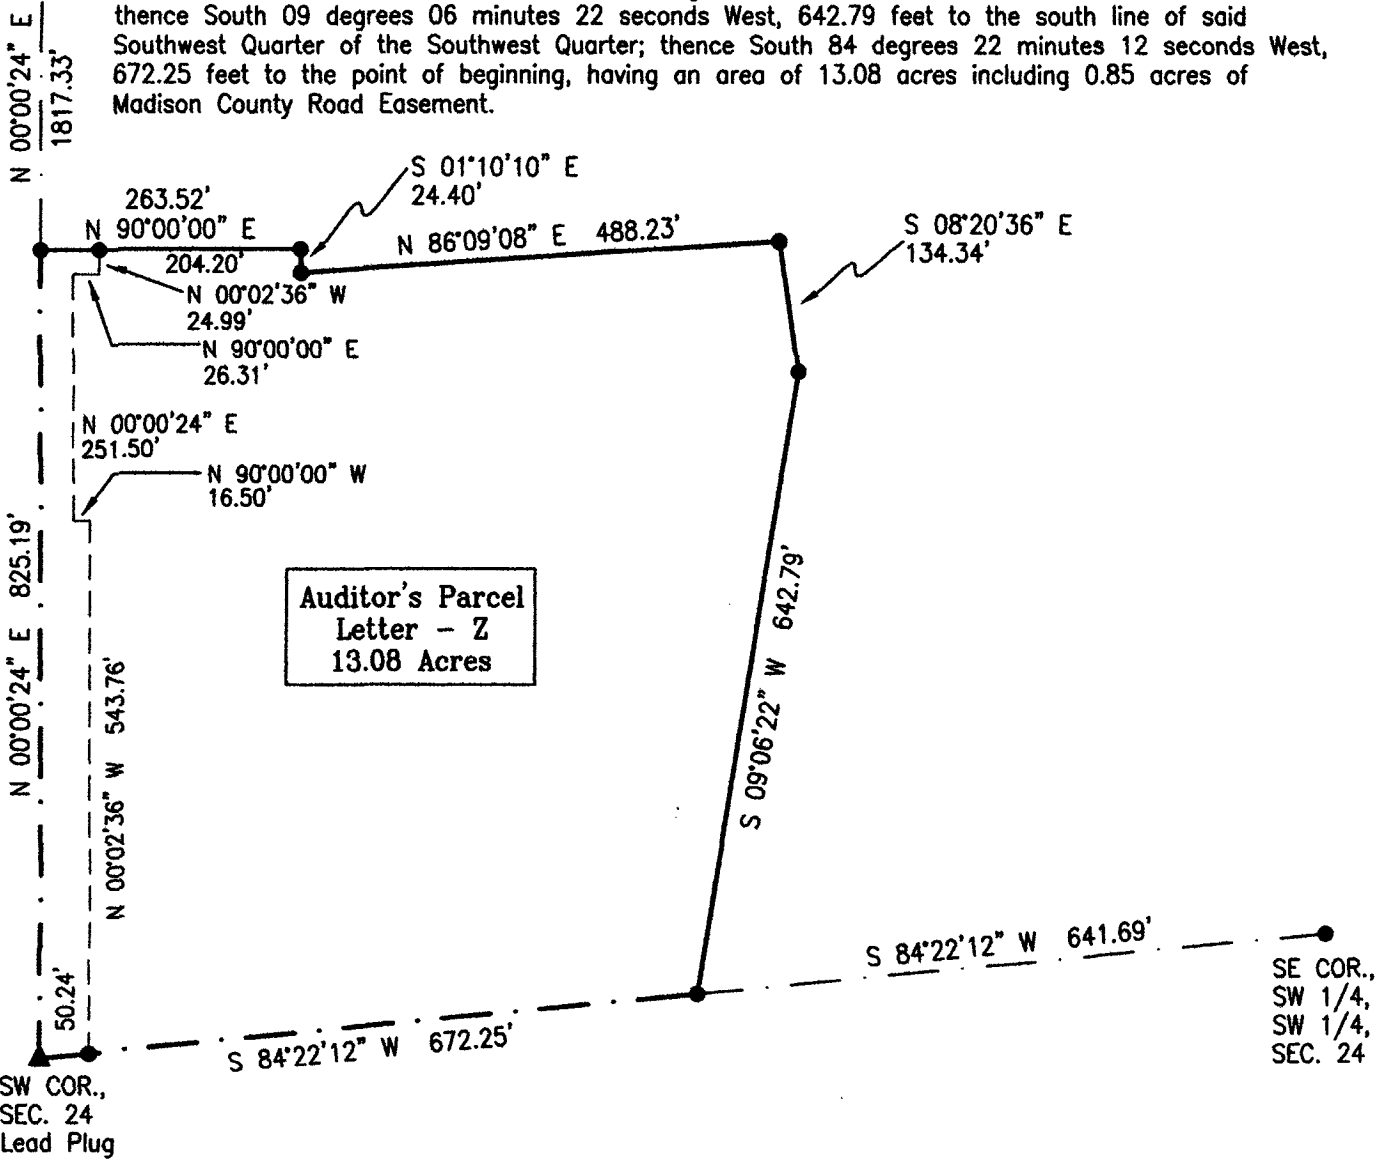 thence South 09 degrees 06 minutes 22 seconds West, 642.79 feet to the south line of said
Southwest Quarter of the Southwest Quarter; thence South 84 degrees 22 minutes 12 seconds West,
672.25 feet to the point of beginning, having an area of 13.08 acres including 0.85 acres of
Madison County Road Easement.
N 00°00'24" E
1817.33'
S 01°10'10" E
24.40'
263.52'
N 90°00'00" E
204.20'
N 86°09'08" E 488.23'
S 08°20'36" E
134.34'
N 00°02'36" W
24.99'
N 90°00'00" E
26.31'
N 00°00'24" E
251.50'
N 90°00'00" W
16.50'
N 00°00'24" E 825.19'
Auditor's Parcel
Letter - Z
13.08 Acres
S 09°06'22" W 642.79'
N 00°02'36" W 543.76'
S 84°22'12" W 641.69'
SE COR.,
SW 1/4,
SW 1/4,
SEC. 24
50.24'
S 84°22'12" W 672.25'
SW COR.,
SEC. 24
Lead Plug